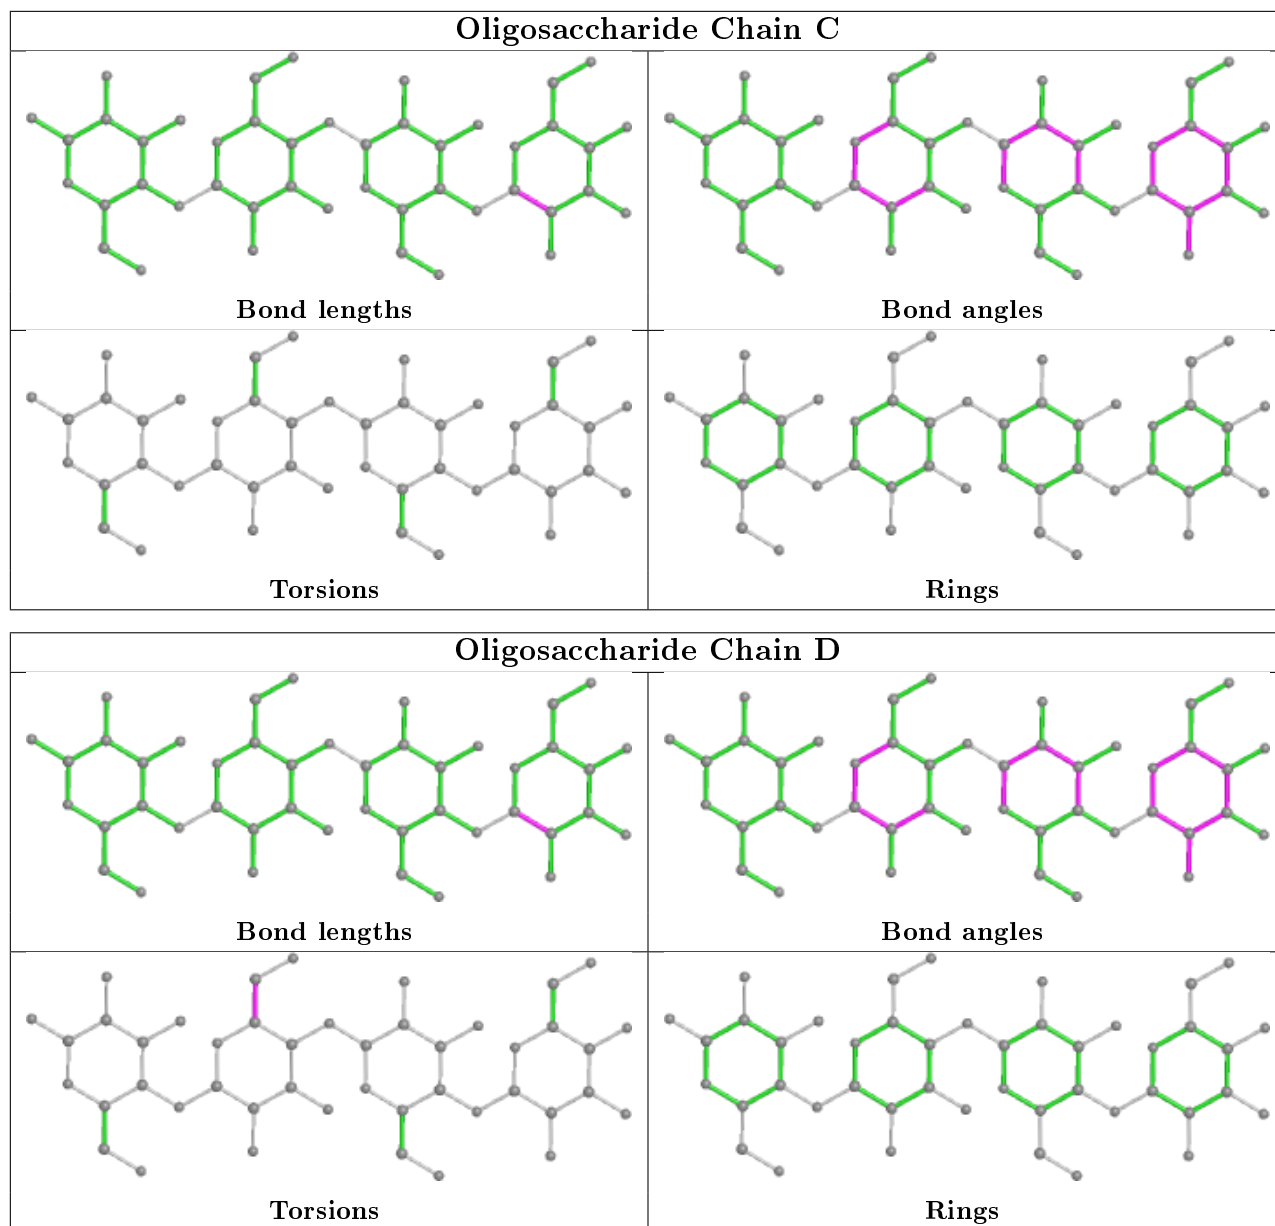 Oligosaccharide Chain C
Bond lengths
Bond angles
Torsions
Rings
Oligosaccharide Chain D
Bond lengths
Bond angles
Torsions
Rings